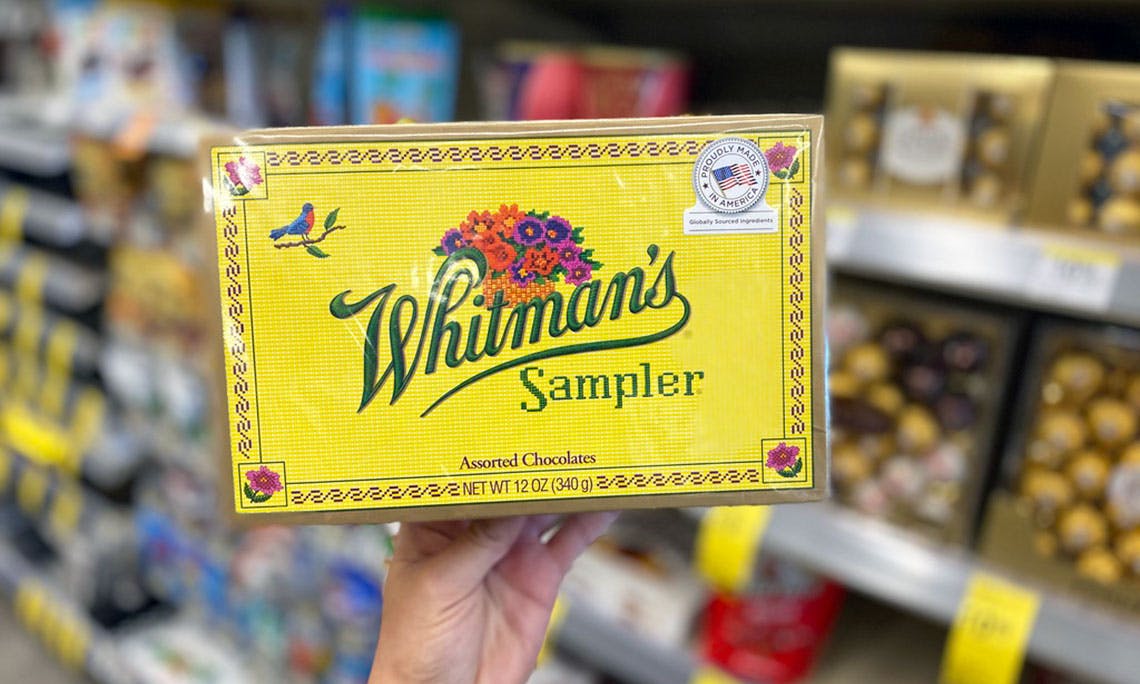 PROUDLY MADE
IN AMERICA
Globally Sourced Ingredients
Whitman's
Sampler
Assorted Chocolates
NET WT 12 OZ (340 g)